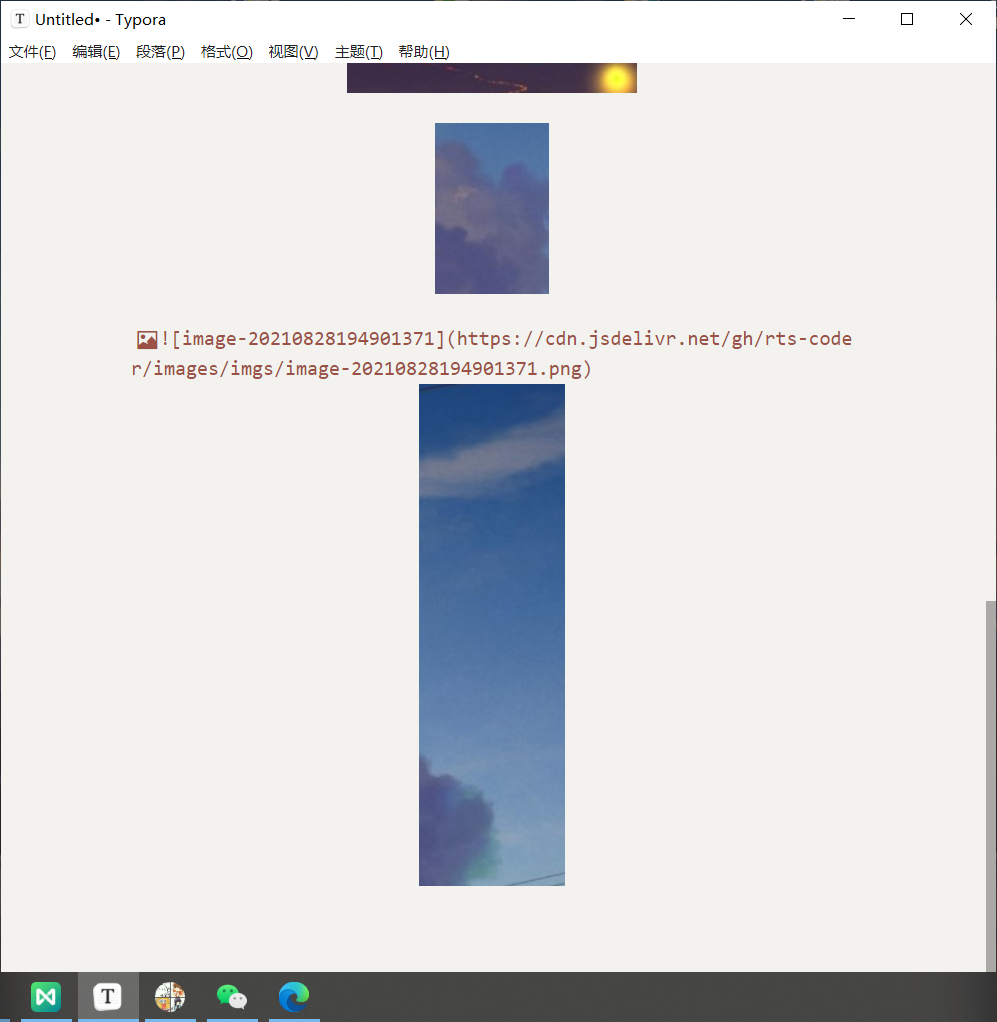 T Untitled• - Typora
文件(F) 编辑(E) 段落(P) 格式(O) 视图(V) 主题(T) 帮助(H)
![image-20210828194901371](https://cdn.jsdelivr.net/gh/rts-code
r/images/imgs/image-20210828194901371.png)
T